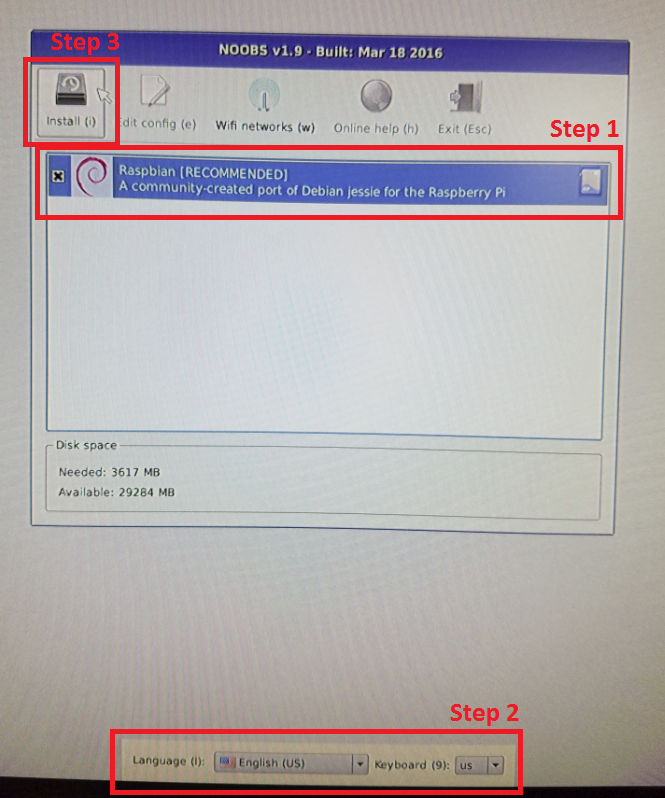 Step 3
NOOBS v1.9 - Built: Mar 18 2016
Install (i)
dit config (e)
Wifi networks (w)
Online help (h)
Exit (Esc)
Step 1
Raspbian [RECOMMENDED]
A community-created port of Debian jessie for the Raspberry Pi
Disk space
Needed: 3617 MB
Available: 29284 MB
Step 2
Language (l): English (US) Keyboard (9): us